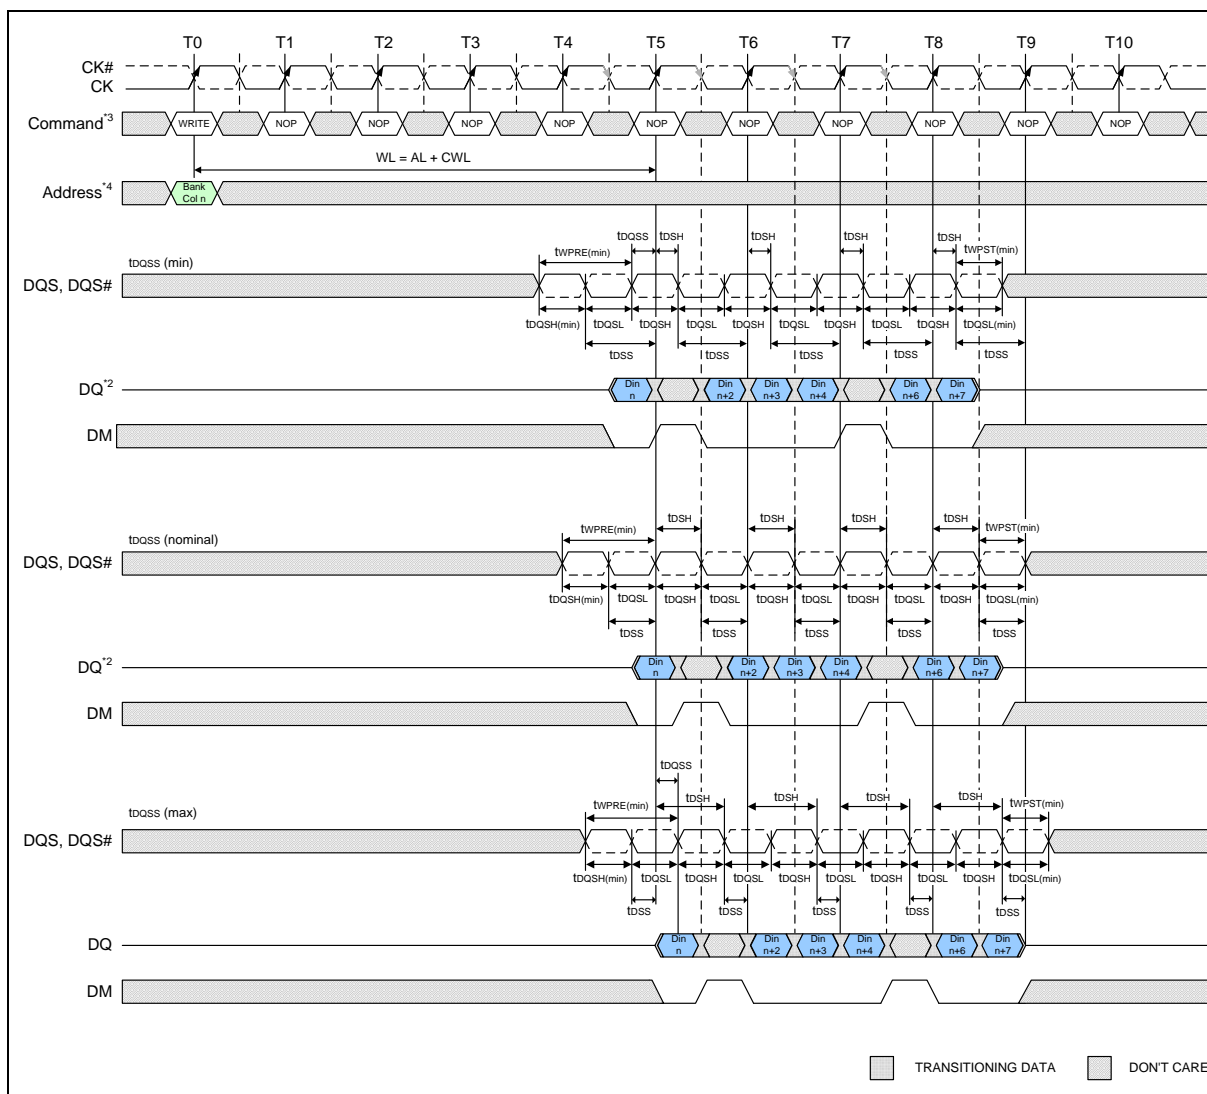 T0 T1 T2 T3 T4 T5 T6 T7 T8 T9 T10
CK#
CK
Command*3 WRITE NOP NOP NOP NOP NOP NOP NOP NOP NOP NOP
WL = AL + CWL
Address*4 Bank
Col n
tDQSS tDSH tDSH tDSH tDSH
tWPRE(min) tWPST(min)
tDQSS (min)
DQS, DQS#
tDQSH(min) tDQSL tDQSH tDQSL tDQSH tDQSL tDQSH tDQSL tDQSH tDQSL(min)
tDSS tDSS tDSS tDSS tDSS
DQ*2 Din Din Din Din Din Din
n n+2 n+3 n+4 n+6 n+7
DM
tDSH tDSH tDSH tDSH
tWPRE(min) tWPST(min)
tDQSS (nominal)
DQS, DQS#
tDQSH(min) tDQSL tDQSH tDQSL tDQSH tDQSL tDQSH tDQSL tDQSH tDQSL(min)
tDSS tDSS tDSS tDSS tDSS
DQ*2 Din Din Din Din Din Din
n n+2 n+3 n+4 n+6 n+7
DM
tDQSS
tWPRE(min) tDSH tDSH tDSH tDSH tWPST(min)
tDQSS (max)
DQS, DQS#
tDQSH(min) tDQSL tDQSH tDQSL tDQSH tDQSL tDQSH tDQSL tDQSH tDQSL(min)
tDSS tDSS tDSS tDSS tDSS
DQ Din Din Din Din Din Din
n n+2 n+3 n+4 n+6 n+7
DM
TRANSITIONING DATA DON'T CARE